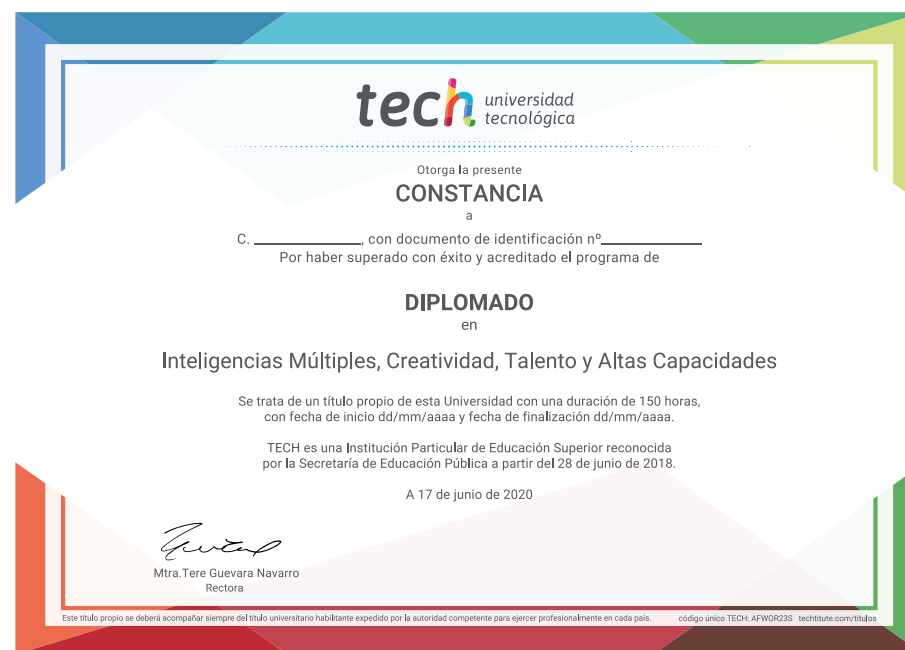 tech universidad
tecnológica
Otorga la presente
CONSTANCIA
a
C. ______________, con documento de identificación nº_____________
Por haber superado con éxito y acreditado el programa de
DIPLOMADO
en
Inteligencias Múltiples, Creatividad, Talento y Altas Capacidades
Se trata de un título propio de esta Universidad con una duración de 150 horas,
con fecha de inicio dd/mm/aaaa y fecha de finalización dd/mm/aaaa.
TECH es una Institución Particular de Educación Superior reconocida
por la Secretaría de Educación Pública a partir del 28 de junio de 2018.
A 17 de junio de 2020
Mtra.Tere Guevara Navarro
Rectora
Este título propio se deberá acompañar siempre del título universitario habilitante expedido por la autoridad competente para ejercer profesionalmente en cada país. código único TECH: AFWOR23S techtitute.com/titulos